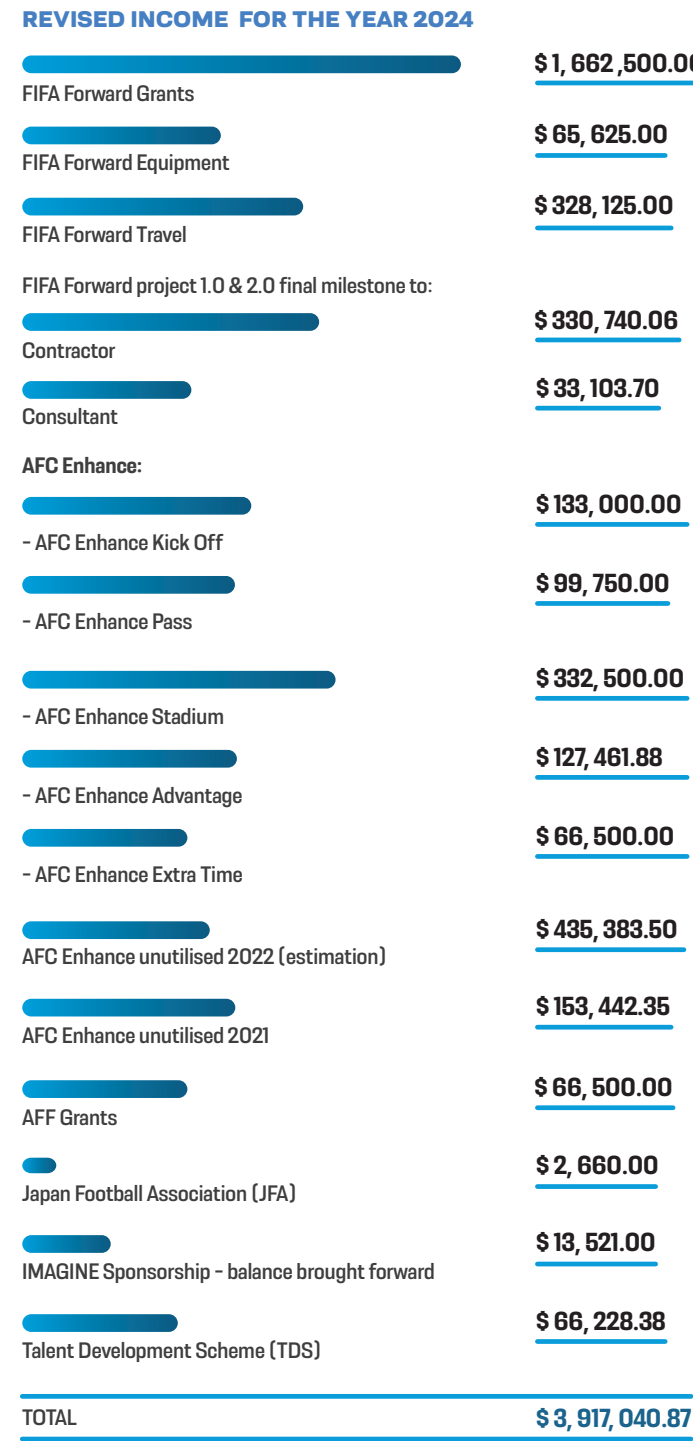 REVISED INCOME FOR THE YEAR 2024
$ 1, 662 ,500.00
FIFA Forward Grants
$ 65, 625.00
FIFA Forward Equipment
$ 328, 125.00
FIFA Forward Travel
FIFA Forward project 1.0 & 2.0 final milestone to:
$ 330, 740.06
Contractor
$ 33, 103.70
Consultant
AFC Enhance:
$ 133, 000.00
- AFC Enhance Kick Off
$ 99, 750.00
- AFC Enhance Pass
$ 332, 500.00
- AFC Enhance Stadium
$ 127, 461.88
- AFC Enhance Advantage
$ 66, 500.00
- AFC Enhance Extra Time
$ 435, 383.50
AFC Enhance unutilised 2022 (estimation)
$ 153, 442.35
AFC Enhance unutilised 2021
$ 66, 500.00
AFF Grants
$ 2, 660.00
Japan Football Association (JFA)
$ 13, 521.00
IMAGINE Sponsorship - balance brought forward
$ 66, 228.38
Talent Development Scheme (TDS)
TOTAL $ 3, 917, 040.87